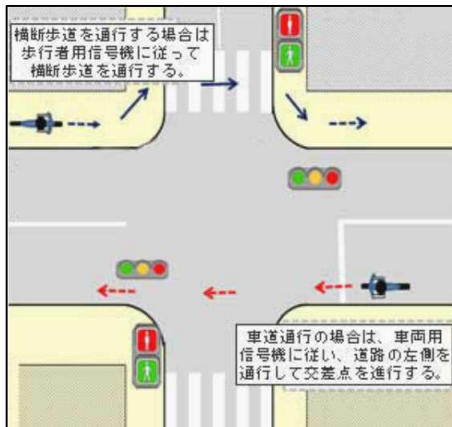 横断歩道を通行する場合は
歩行者用信号機に従って
横断歩道を通行する。
車道通行の場合は、車両用
信号機に従い、道路の左側を
通行して交差点を進行する。